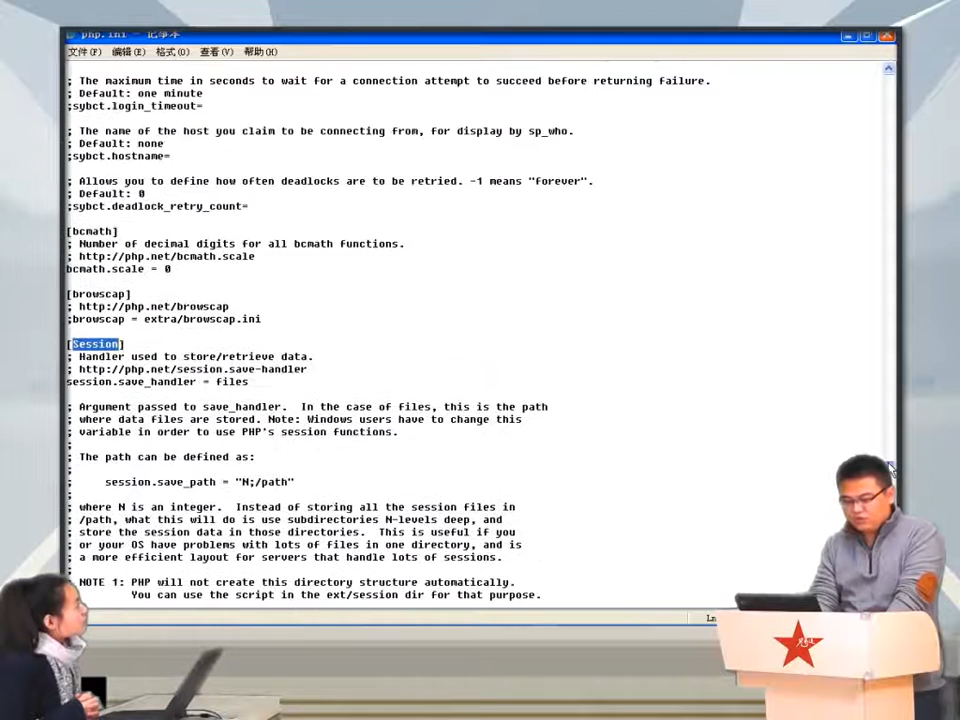 php.ini - 记事本
文件(F) 编辑(E) 格式(O) 查看(V) 帮助(H)
; The maximum time in seconds to wait for a connection attempt to succeed before returning failure.
; Default: one minute
;sybct.login_timeout=
; The name of the host you claim to be connecting from, for display by sp_who.
; Default: none
;sybct.hostname=
; Allows you to define how often deadlocks are to be retried. -1 means "forever".
; Default: 0
;sybct.deadlock_retry_count=
[bcmath]
; Number of decimal digits for all bcmath functions.
; http://php.net/bcmath.scale
bcmath.scale = 0
[browscap]
; http://php.net/browscap
;browscap = extra/browscap.ini
[Session]
; Handler used to store/retrieve data.
; http://php.net/session.save-handler
session.save_handler = files
; Argument passed to save_handler.  In the case of files, this is the path
; where data files are stored. Note: Windows users have to change this
; variable in order to use PHP's session functions.
;
; The path can be defined as:
;
;     session.save_path = "N;/path"
;
; where N is an integer.  Instead of storing all the session files in
; /path, what this will do is use subdirectories N-levels deep, and
; store the session data in those directories.  This is useful if you
; or your OS have problems with lots of files in one directory, and is
; a more efficient layout for servers that handle lots of sessions.
;
; NOTE 1: PHP will not create this directory structure automatically.
You can use the script in the ext/session dir for that purpose.
Ln